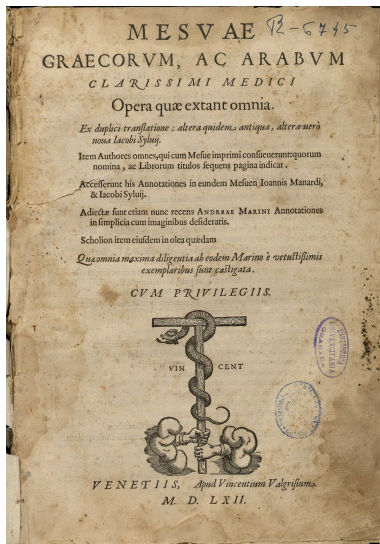 MESVAE
R-6745
GRAECORVM, AC ARABVM
CLARISSIMI MEDICI
Opera quæ extant omnia.
Ex duplici translatione: altera quidem antiqua, altera verò
noua Iacobi Syluij.
Item Authores omnes, qui cum Mesue imprimi consueuerunt: quorum
nomina, ac Librorum titulos sequens pagina indicat.
Accesserunt his Annotationes in eundem Mesuen Ioannis Manardi,
& Iacobi Syluij.
Adiectæ sunt etiam nunc recens ANDREAE MARINI Annotationes
in simplicia cum imaginibus desideratis.
Scholion item eiusdem in olea quædam
Quæ omnia maxima diligentia ab eodem Marino è vetustissimis
exemplaribus sunt castigata.
CVM PRIVILEGIIS.
VIN CENT
VENETIIS, Apud Vincentium Valgrisium.
M. D. LXII.